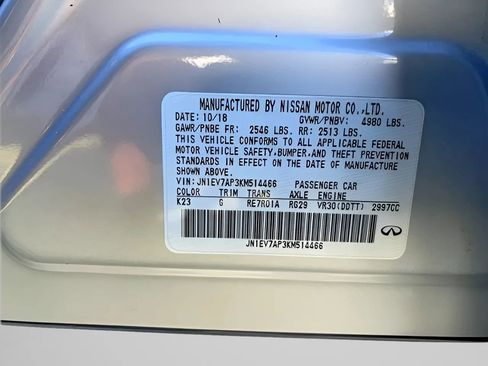 MANUFACTURED BY NISSAN MOTOR CO.,LTD.
DATE: 10/18 GVWR/PNBV: 4980 LBS.
GAWR/PNBE FR: 2546 LBS. RR: 2513 LBS.
THIS VEHICLE CONFORMS TO ALL APPLICABLE FEDERAL
MOTOR VEHICLE SAFETY,BUMPER,AND THEFT PREVENTION
STANDARDS IN EFFECT ON THE DATE OF MANUFACTURE
SHOWN ABOVE.
VIN: JN1EV7AP3KM514466 PASSENGER CAR
COLOR TRIM TRANS AXLE ENGINE
K23 G RE7R01A RG29 VR30(DDTT) 2997CC
JN1EV7AP3KM514466